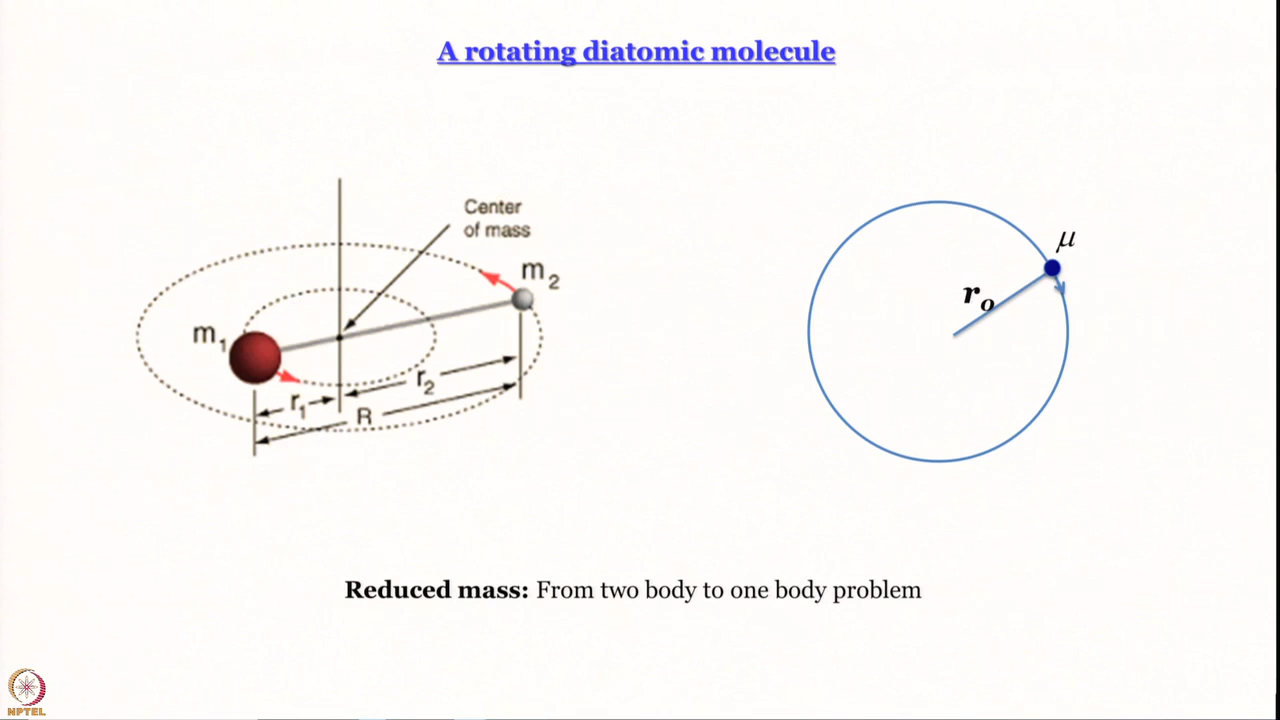 A rotating diatomic molecule
Center
of mass
m₂
m₁
r₁
r₂
R
μ
rₒ
Reduced mass: From two body to one body problem
NPTEL